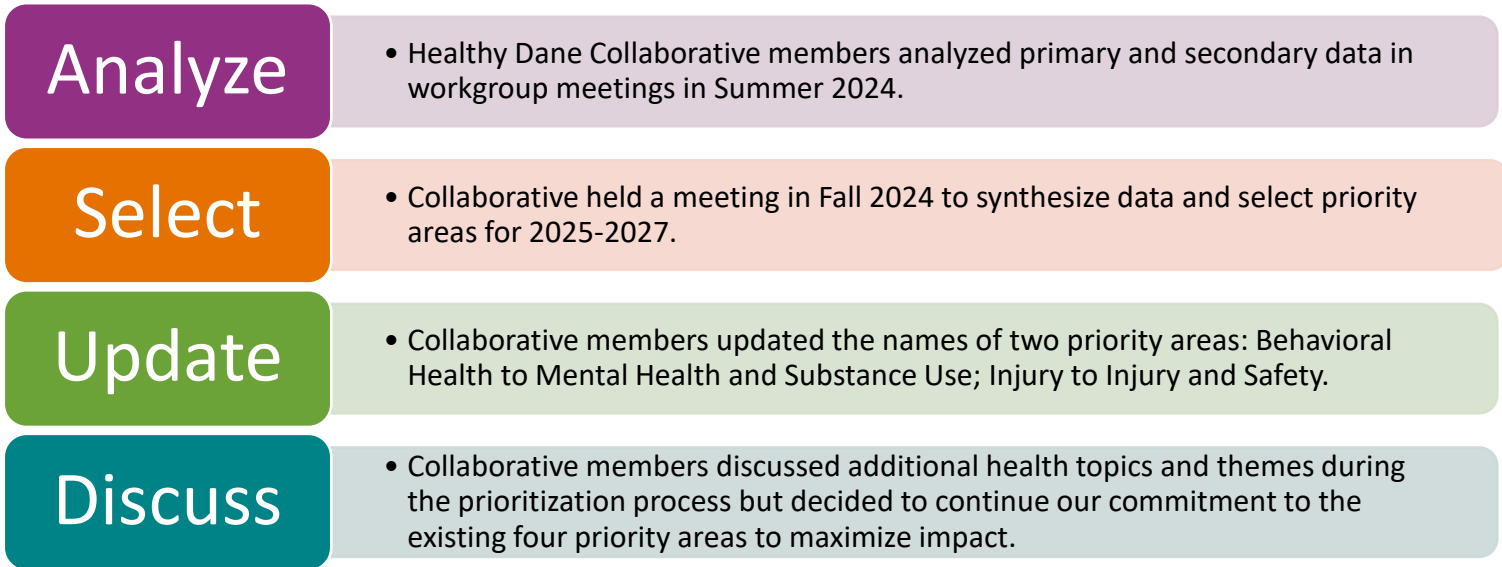 Analyze
• Healthy Dane Collaborative members analyzed primary and secondary data in
workgroup meetings in Summer 2024.
Select
• Collaborative held a meeting in Fall 2024 to synthesize data and select priority
areas for 2025-2027.
Update
• Collaborative members updated the names of two priority areas: Behavioral
Health to Mental Health and Substance Use; Injury to Injury and Safety.
Discuss
• Collaborative members discussed additional health topics and themes during
the prioritization process but decided to continue our commitment to the
existing four priority areas to maximize impact.